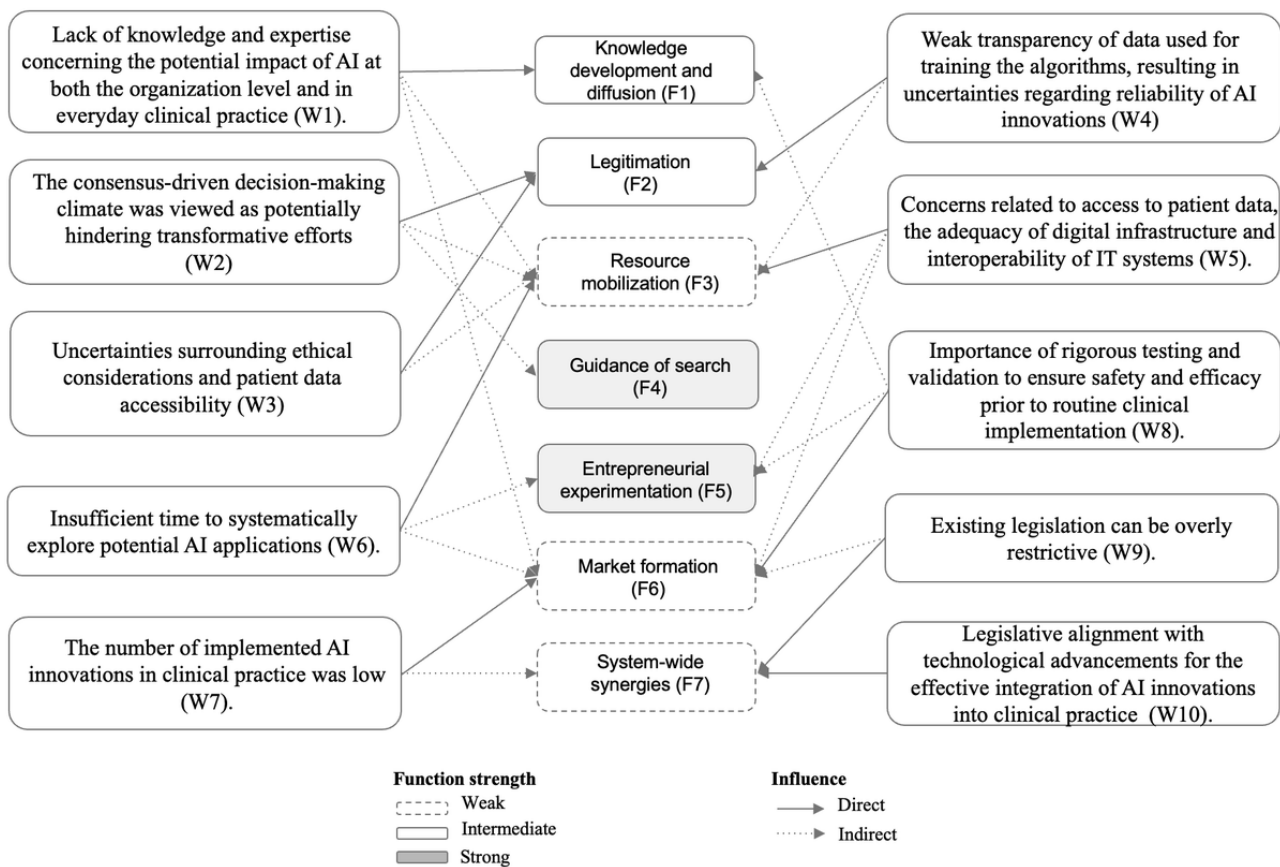 Lack of knowledge and expertise
concerning the potential impact of AI at
both the organization level and in
everyday clinical practice (W1).
The consensus-driven decision-making
climate was viewed as potentially
hindering transformative efforts
(W2)
Uncertainties surrounding ethical
considerations and patient data
accessibility (W3)
Insufficient time to systematically
explore potential AI applications (W6).
The number of implemented AI
innovations in clinical practice was low
(W7).
Knowledge
development and
diffusion (F1)
Legitimation
(F2)
Resource
mobilization (F3)
Guidance of search
(F4)
Entrepreneurial
experimentation (F5)
Market formation
(F6)
System-wide
synergies (F7)
Weak transparency of data used for
training the algorithms, resulting in
uncertainties regarding reliability of AI
innovations (W4)
Concerns related to access to patient data,
the adequacy of digital infrastructure and
interoperability of IT systems (W5).
Importance of rigorous testing and
validation to ensure safety and efficacy
prior to routine clinical
implementation (W8).
Existing legislation can be overly
restrictive (W9).
Legislative alignment with
technological advancements for the
effective integration of AI innovations
into clinical practice (W10).
Function strength
Weak
Intermediate
Strong
Influence
Direct
Indirect